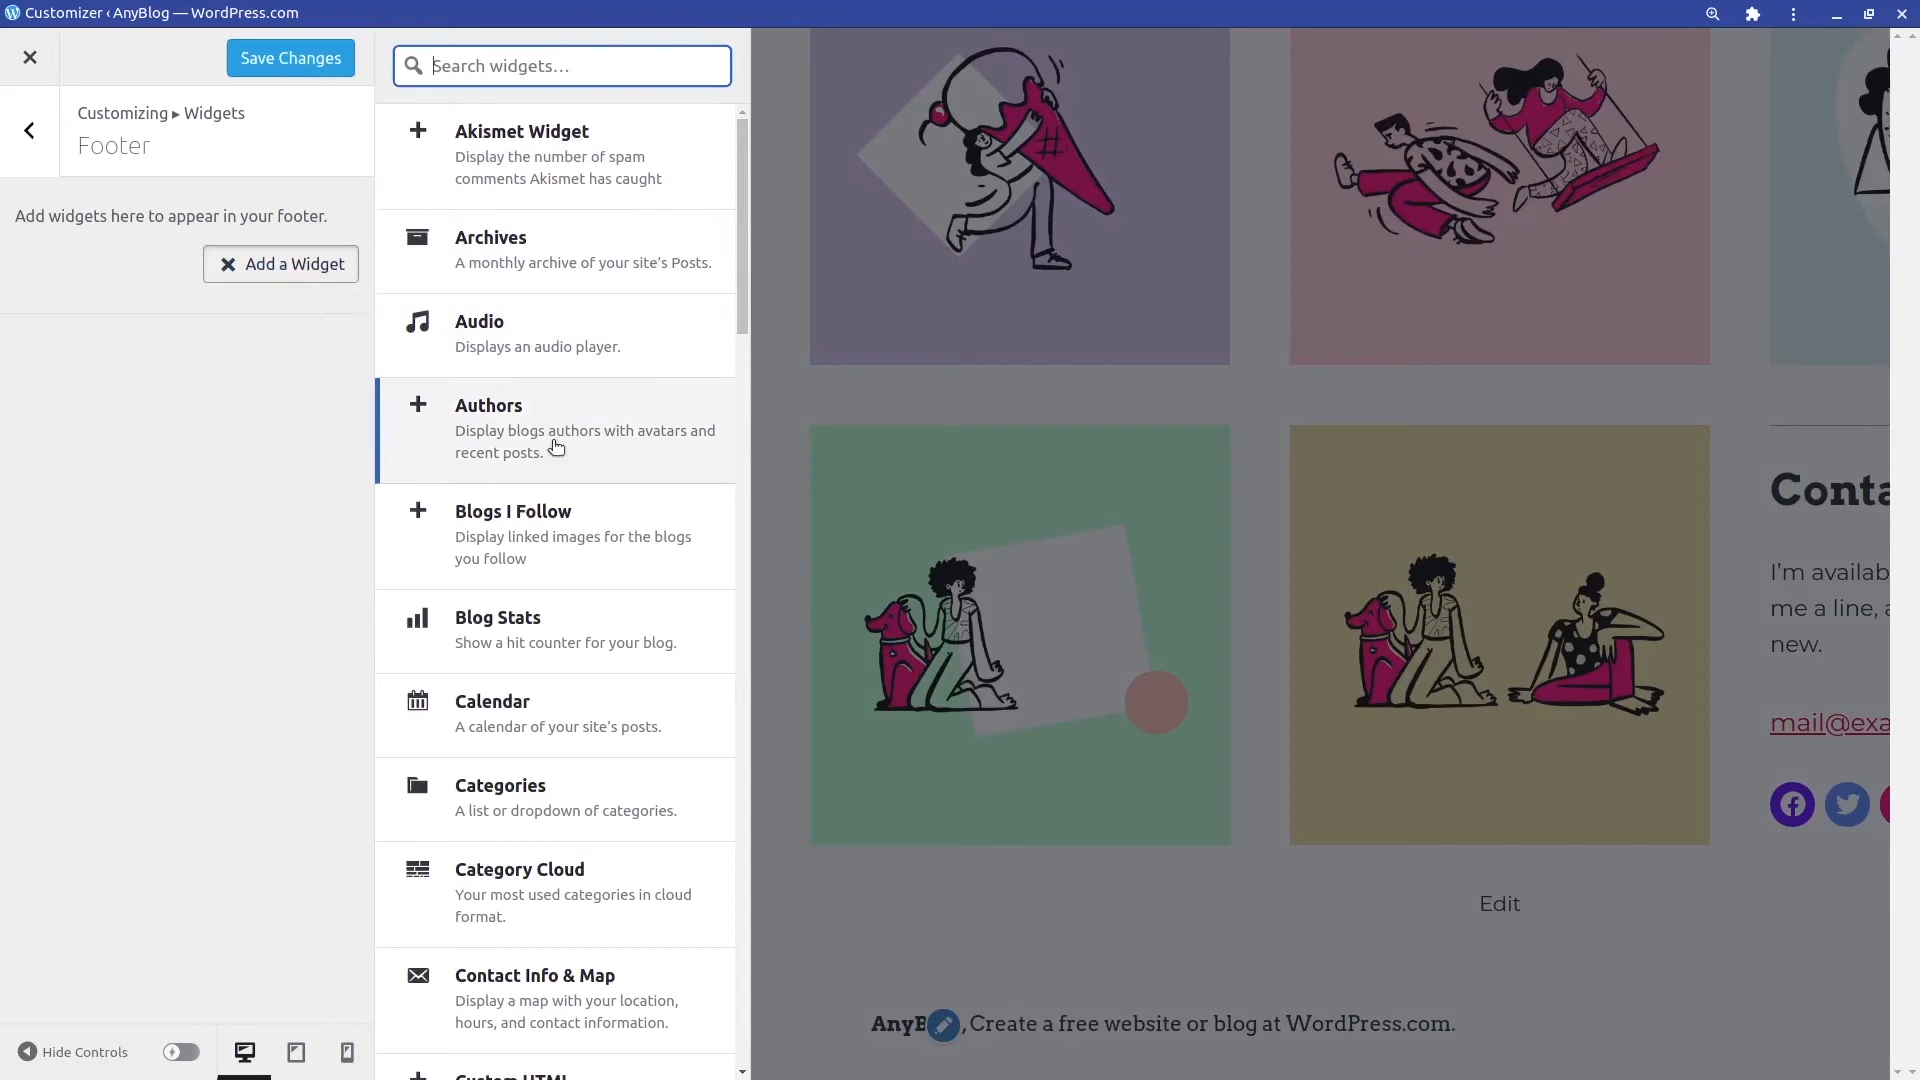 Customizer ‹ AnyBlog — WordPress.com
Save Changes
Customizing ▸ Widgets
Footer
Add widgets here to appear in your footer.
Add a Widget
Hide Controls
Search widgets…
Akismet Widget
Display the number of spam
comments Akismet has caught
Archives
A monthly archive of your site’s Posts.
Audio
Displays an audio player.
Authors
Display blogs authors with avatars and
recent posts.
Blogs I Follow
Display linked images for the blogs
you follow
Blog Stats
Show a hit counter for your blog.
Calendar
A calendar of your site’s posts.
Categories
A list or dropdown of categories.
Category Cloud
Your most used categories in cloud
format.
Contact Info & Map
Display a map with your location,
hours, and contact information.
Custom HTML
Conta
I’m availab
me a line, a
new.
mail@exa
Edit
AnyB , Create a free website or blog at WordPress.com.